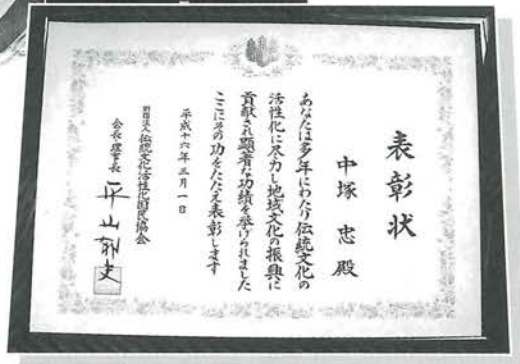 表彰状
中塚 忠 殿
あなたは多年にわたり伝統文化の
活性化に尽力し地域文化の振興に
貢献され顕著な功績を挙げられました
ここにその功をたたえ表彰します
平成十六年三月一日
財団法人 伝統文化活性化国民協会
会長・理事長 平山郁夫